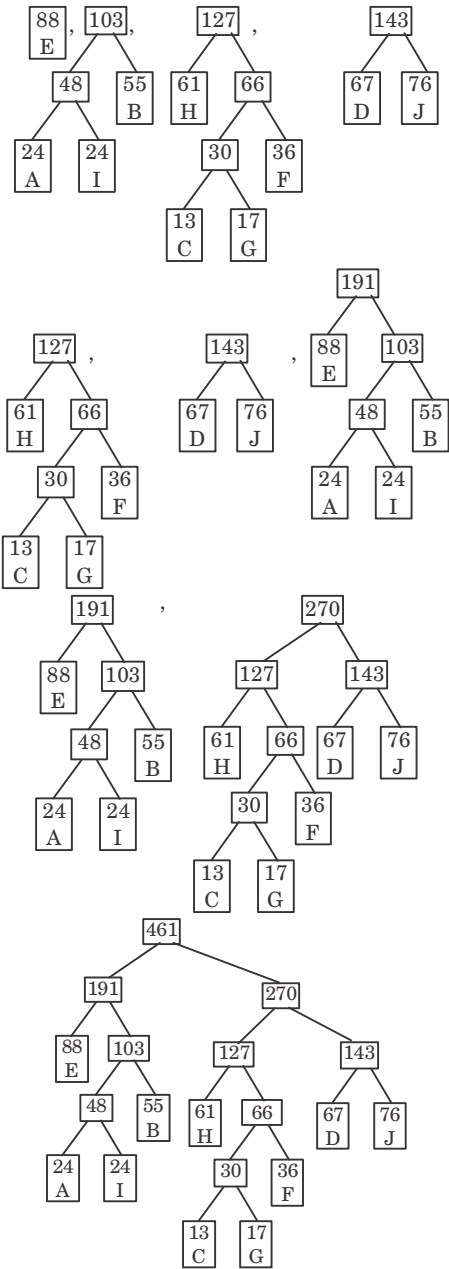 88 , 103 , 127 , 143
E
48 55 61 66 67 76
B H D J
24 24 30 36
A I F
13 17
C G
191
127 , 143 , 88 103
E
61 66 67 76 48 55
H D J B
30 36 24 24
F A I
13 17
C G
191 , 270
88 103 127 143
E
48 55 61 66 67 76
B H D J
24 24 30 36
A I F
13 17
C G
461
191 270
88 103 127 143
E
48 55 61 66 67 76
B H D J
24 24 30 36
A I F
13 17
C G